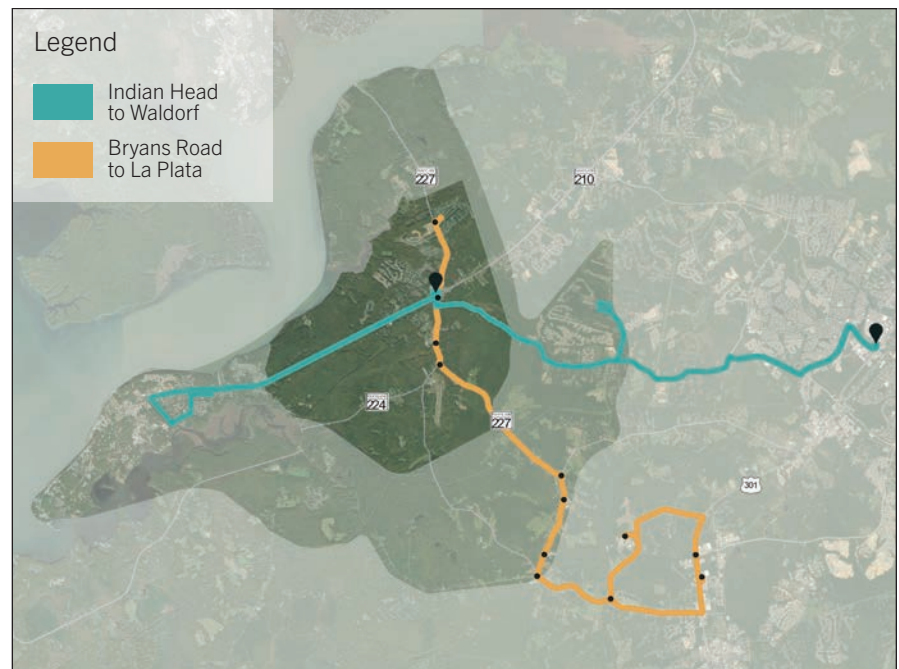 Legend
Indian Head
to Waldorf
Bryans Road
to La Plata
227
210
224
227
301